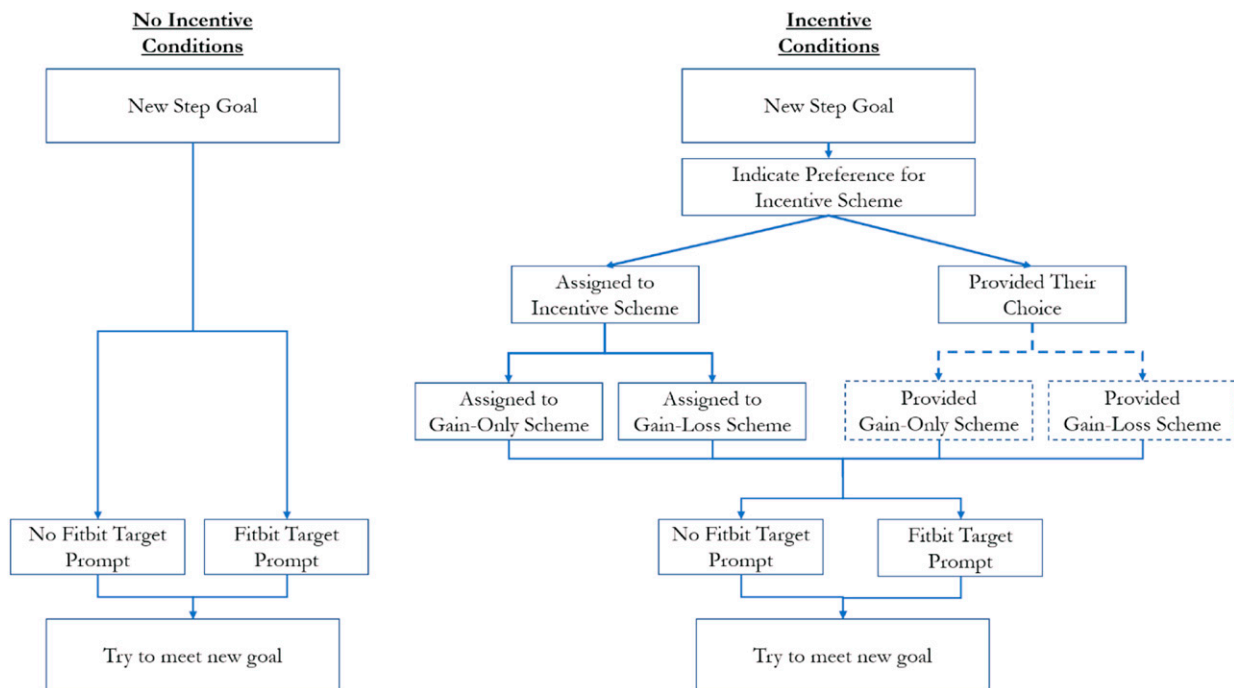 No Incentive
Conditions
New Step Goal
No Fitbit Target
Prompt
Fitbit Target
Prompt
Try to meet new goal
Incentive
Conditions
New Step Goal
Indicate Preference for
Incentive Scheme
Assigned to
Incentive Scheme
Provided Their
Choice
Assigned to
Gain-Only Scheme
Assigned to
Gain-Loss Scheme
Provided
Gain-Only Scheme
Provided
Gain-Loss Scheme
No Fitbit Target
Prompt
Fitbit Target
Prompt
Try to meet new goal